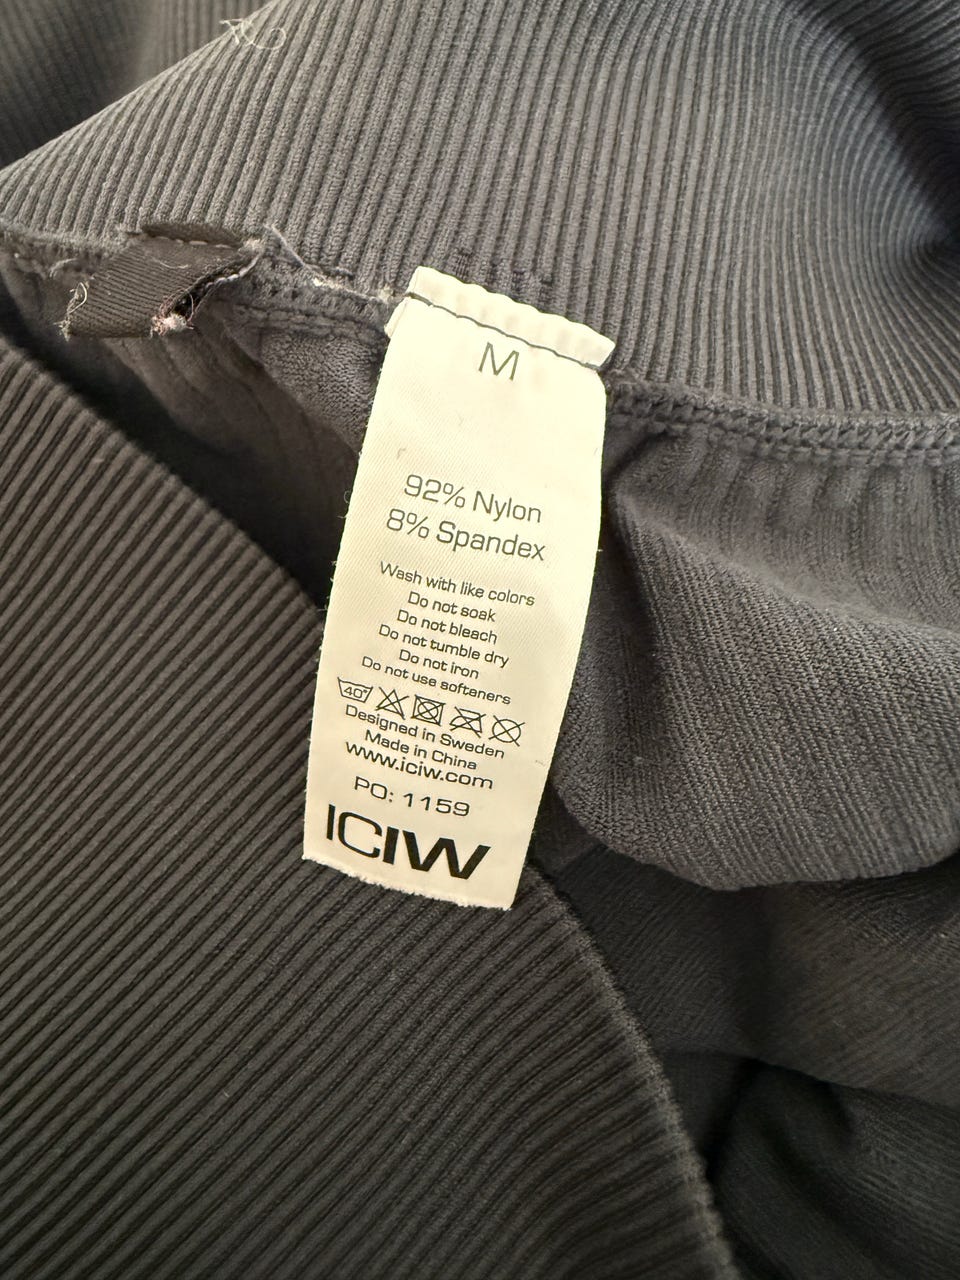 M
92% Nylon
8% Spandex
Wash with like colors
Do not soak
Do not bleach
Do not tumble dry
Do not iron
Do not use softeners
40°
Designed in Sweden
Made in China
www.iciw.com
PO: 1159
ICIW